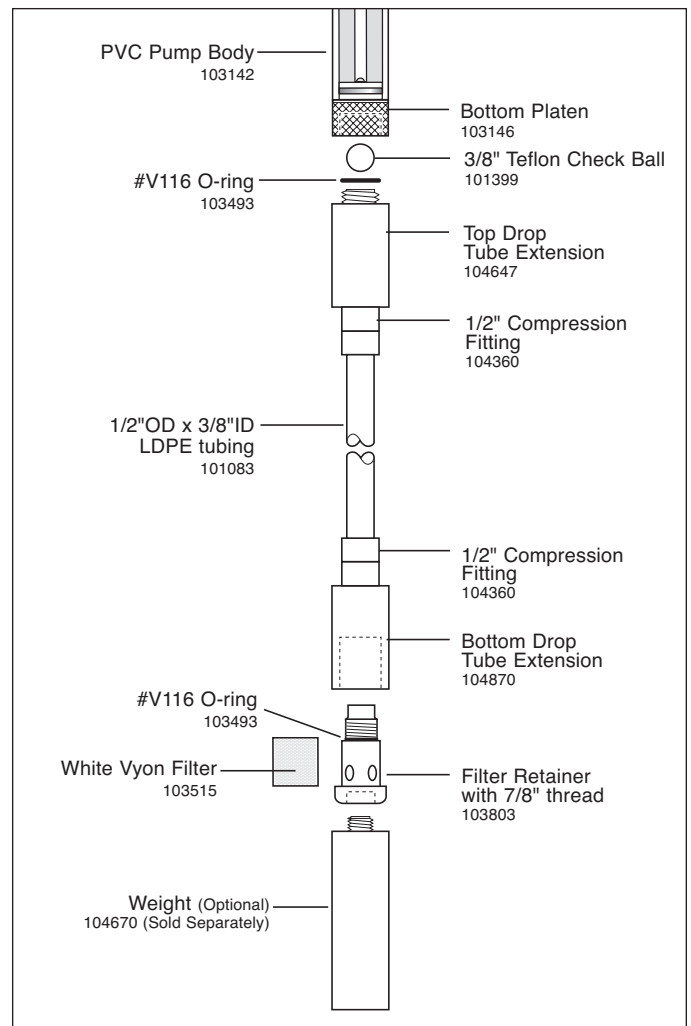 PVC Pump Body
103142
Bottom Platen
103146
3/8" Teflon Check Ball
101399
#V116 O-ring
103493
Top Drop
Tube Extension
104647
1/2" Compression
Fitting
104360
1/2"OD x 3/8"ID
LDPE tubing
101083
1/2" Compression
Fitting
104360
Bottom Drop
Tube Extension
104870
#V116 O-ring
103493
White Vyon Filter
103515
Filter Retainer
with 7/8" thread
103803
Weight (Optional)
104670 (Sold Separately)